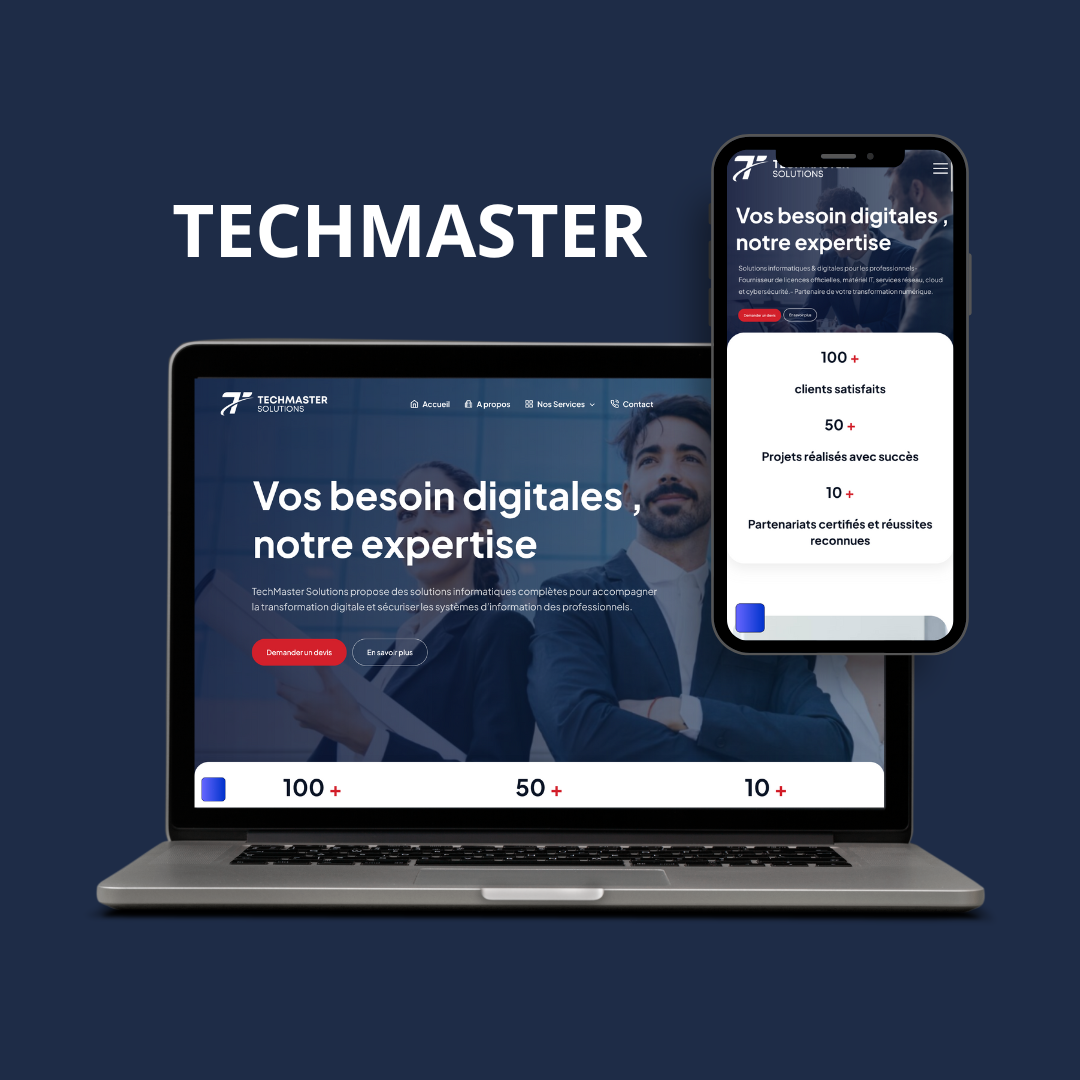 TECHMASTER
TECHMASTER
SOLUTIONS
Accueil
A propos
Nos Services
Contact
Vos besoin digitales ,
notre expertise
TechMaster Solutions propose des solutions informatiques complètes pour accompagner
la transformation digitale et sécuriser les systèmes d'information des professionnels.
Demander un devis
En savoir plus
100 +
50 +
10 +
SOLUTIONS
Vos besoin digitales ,
notre expertise
Solutions informatiques & digitales pour les professionnels-
Fournisseur de licences officielles, matériel IT, services réseau, cloud
et cybersécurité.- Partenaire de votre transformation numérique.
Demander un devis
En savoir plus
100 +
clients satisfaits
50 +
Projets réalisés avec succès
10 +
Partenariats certifiés et réussites
reconnues